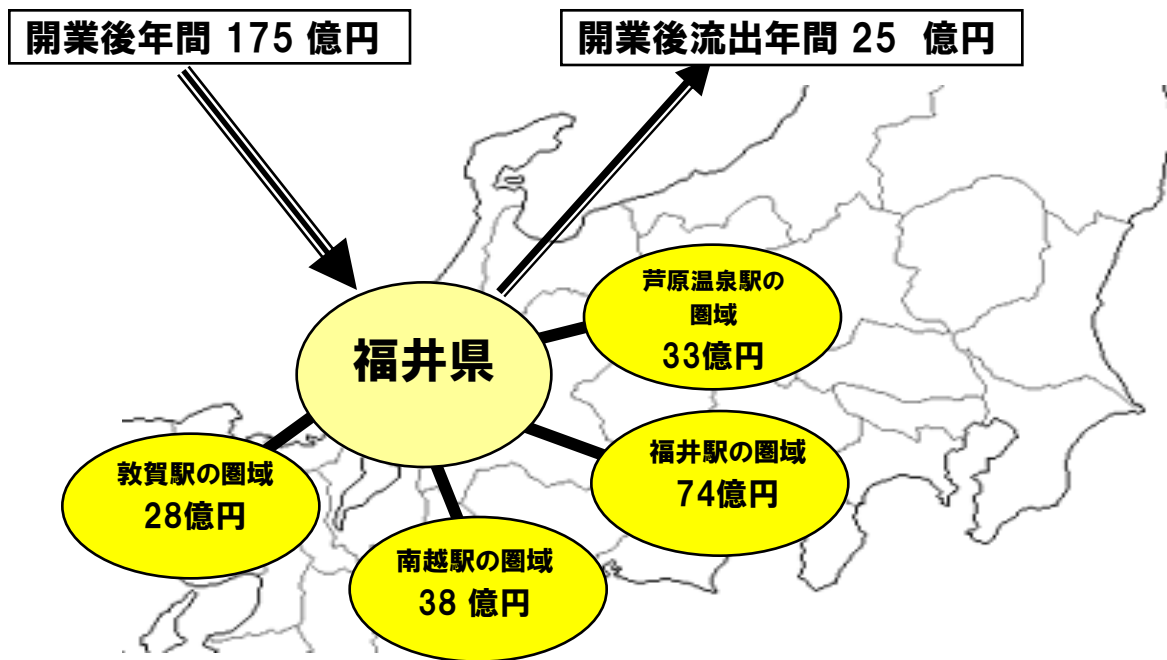 開業後年間 175 億円
開業後流出年間 25 億円
福井県
芦原温泉駅の
圏域
33億円
福井駅の圏域
74億円
敦賀駅の圏域
28億円
南越駅の圏域
38 億円